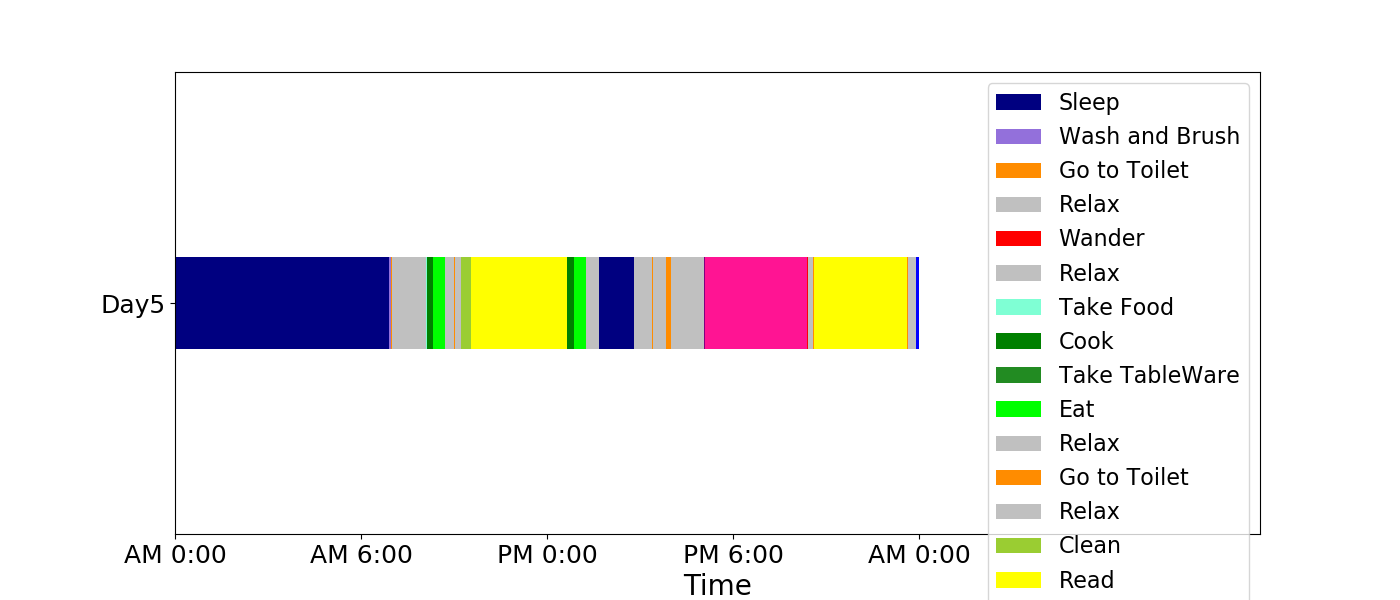 Sleep
Wash and Brush
Go to Toilet
Relax
Wander
Relax
Take Food
Cook
Take TableWare
Eat
Relax
Go to Toilet
Relax
Clean
Read
Day5
AM 0:00 AM 6:00 PM 0:00 PM 6:00 AM 0:00
Time